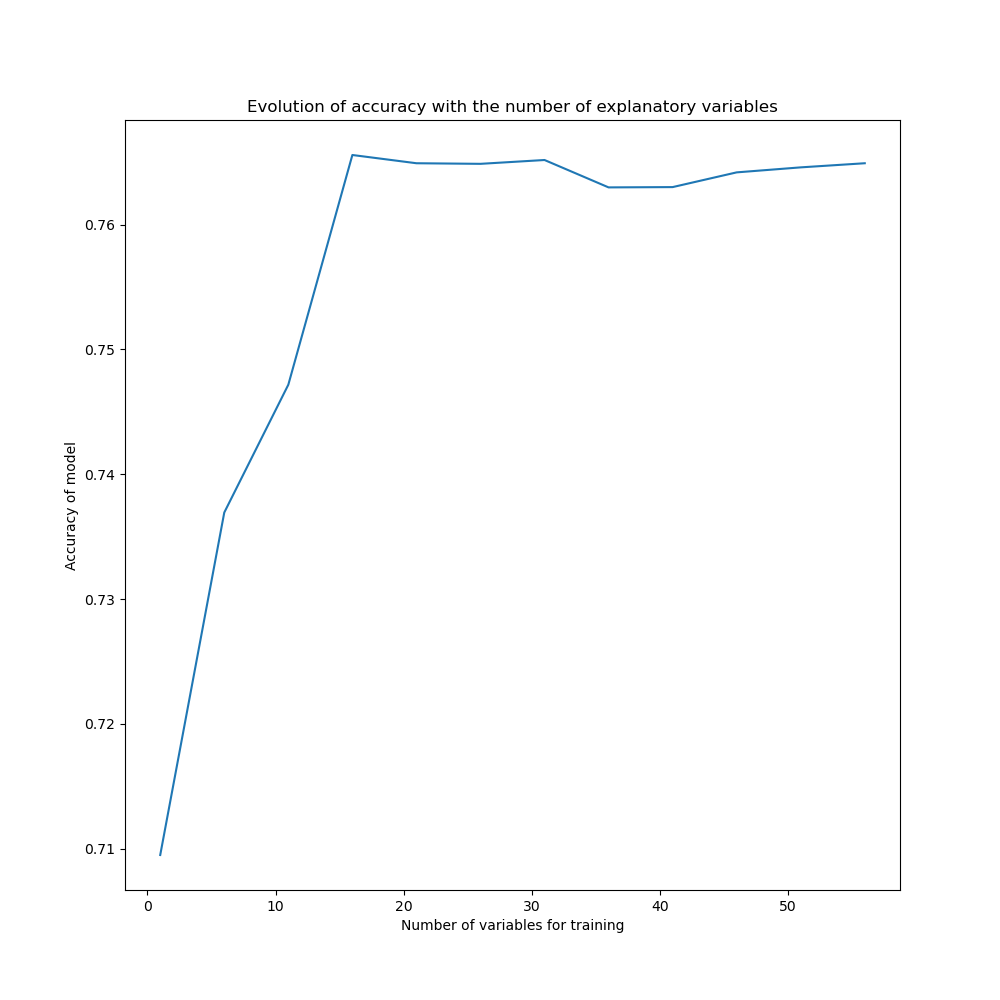 Evolution of accuracy with the number of explanatory variables
0.76
0.75
0.74
0.73
0.72
0.71
Accuracy of model
0 10 20 30 40 50
Number of variables for training